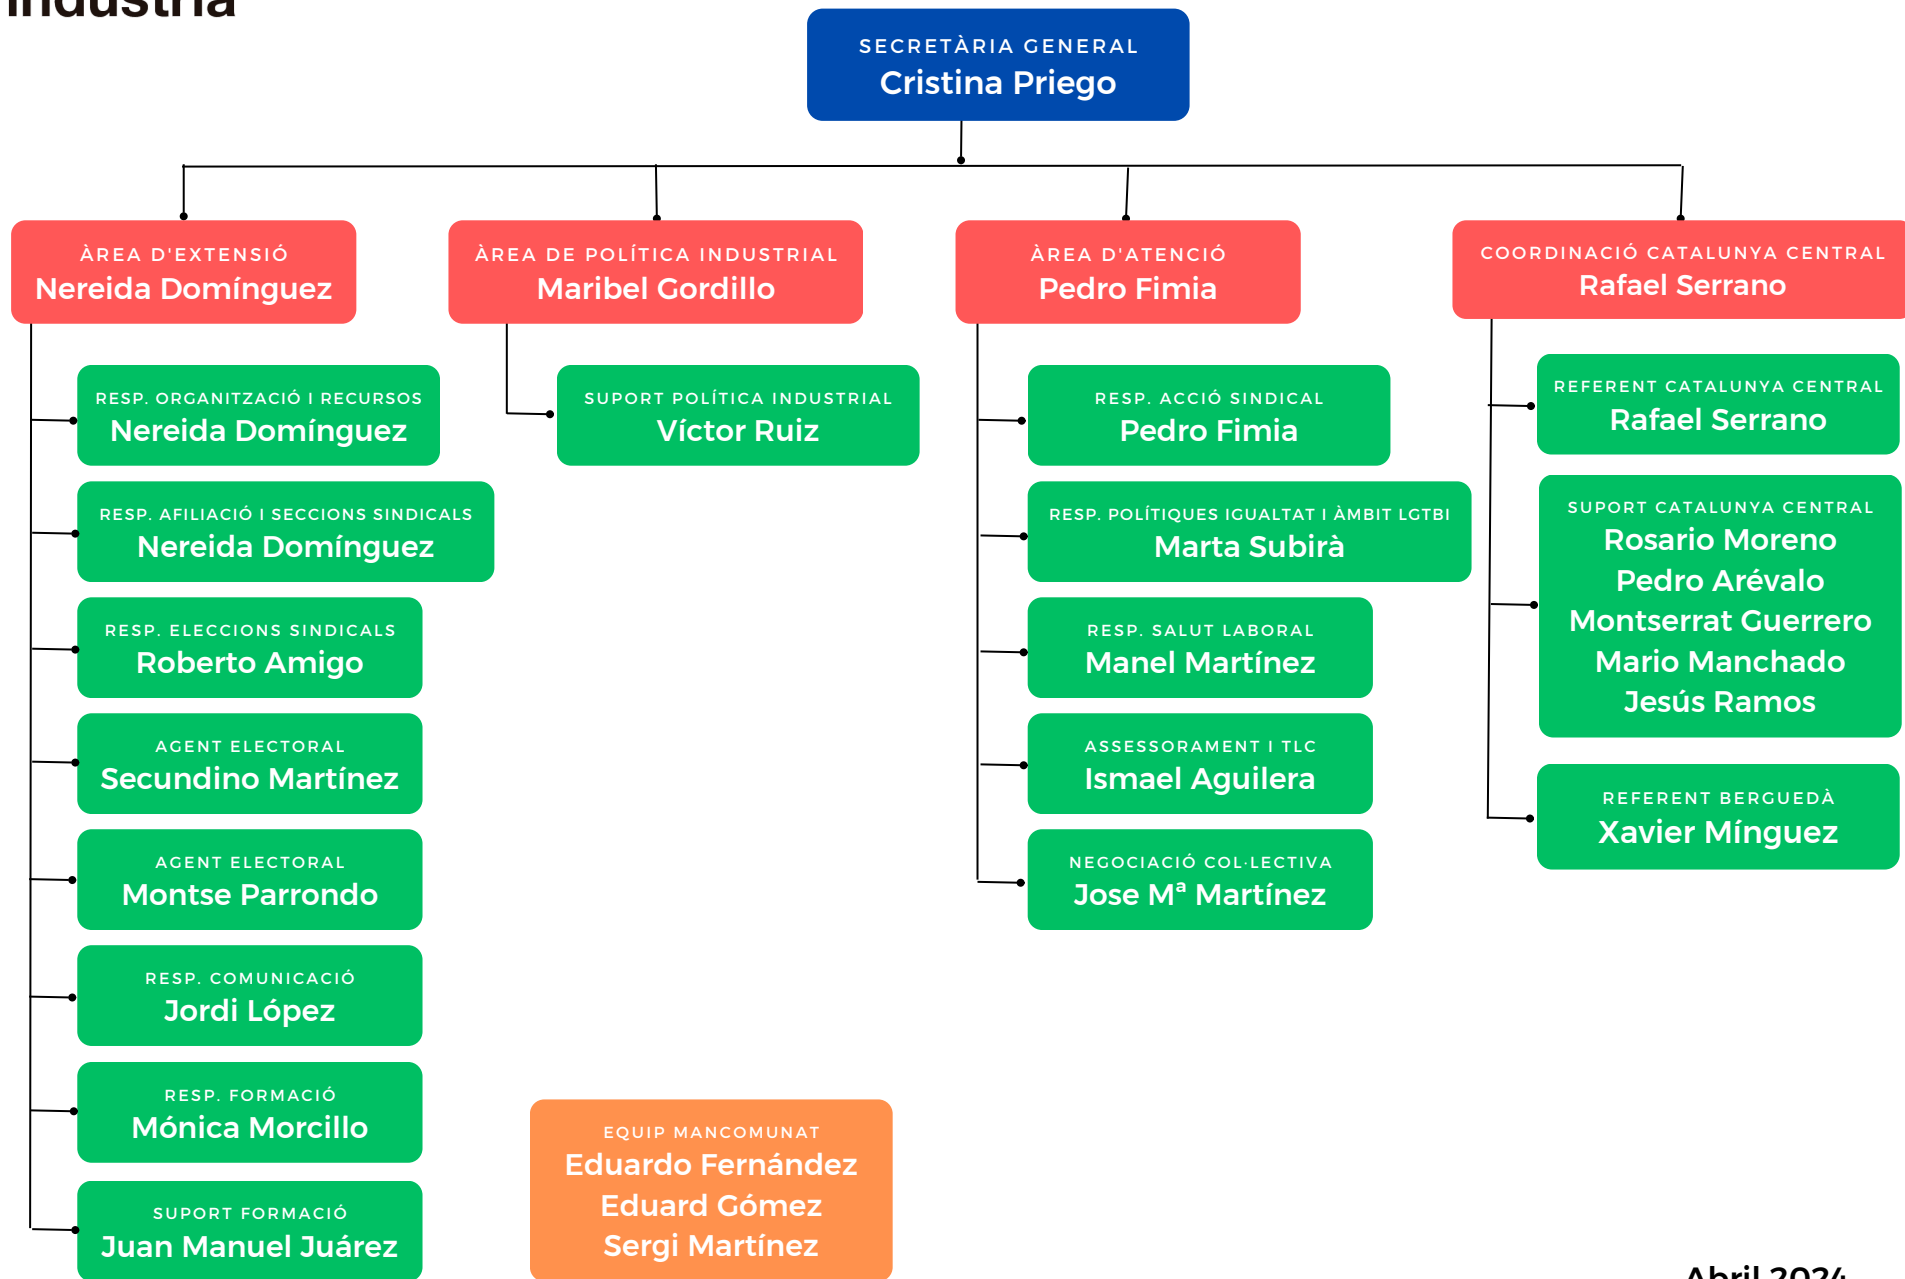 Indústria
SECRETÀRIA GENERAL
Cristina Priego
ÀREA D'EXTENSIÓ
Nereida Domínguez
RESP. ORGANITZACIÓ I RECURSOS
Nereida Domínguez
RESP. AFILIACIÓ I SECCIONS SINDICALS
Nereida Domínguez
RESP. ELECCIONS SINDICALS
Roberto Amigo
AGENT ELECTORAL
Secundino Martínez
AGENT ELECTORAL
Montse Parrondo
RESP. COMUNICACIÓ
Jordi López
RESP. FORMACIÓ
Mónica Morcillo
SUPORT FORMACIÓ
Juan Manuel Juárez
ÀREA DE POLÍTICA INDUSTRIAL
Maribel Gordillo
SUPORT POLÍTICA INDUSTRIAL
Víctor Ruiz
ÀREA D'ATENCIÓ
Pedro Fimia
RESP. ACCIÓ SINDICAL
Pedro Fimia
RESP. POLÍTIQUES IGUALTAT I ÀMBIT LGTBI
Marta Subirà
RESP. SALUT LABORAL
Manel Martínez
ASSESSORAMENT I TLC
Ismael Aguilera
NEGOCIACIÓ COL·LECTIVA
Jose Mª Martínez
COORDINACIÓ CATALUNYA CENTRAL
Rafael Serrano
REFERENT CATALUNYA CENTRAL
Rafael Serrano
SUPORT CATALUNYA CENTRAL
Rosario Moreno
Pedro Arévalo
Montserrat Guerrero
Mario Manchado
Jesús Ramos
REFERENT BERGUEDÀ
Xavier Mínguez
EQUIP MANCOMUNAT
Eduardo Fernández
Eduard Gómez
Sergi Martínez
Abril 2024